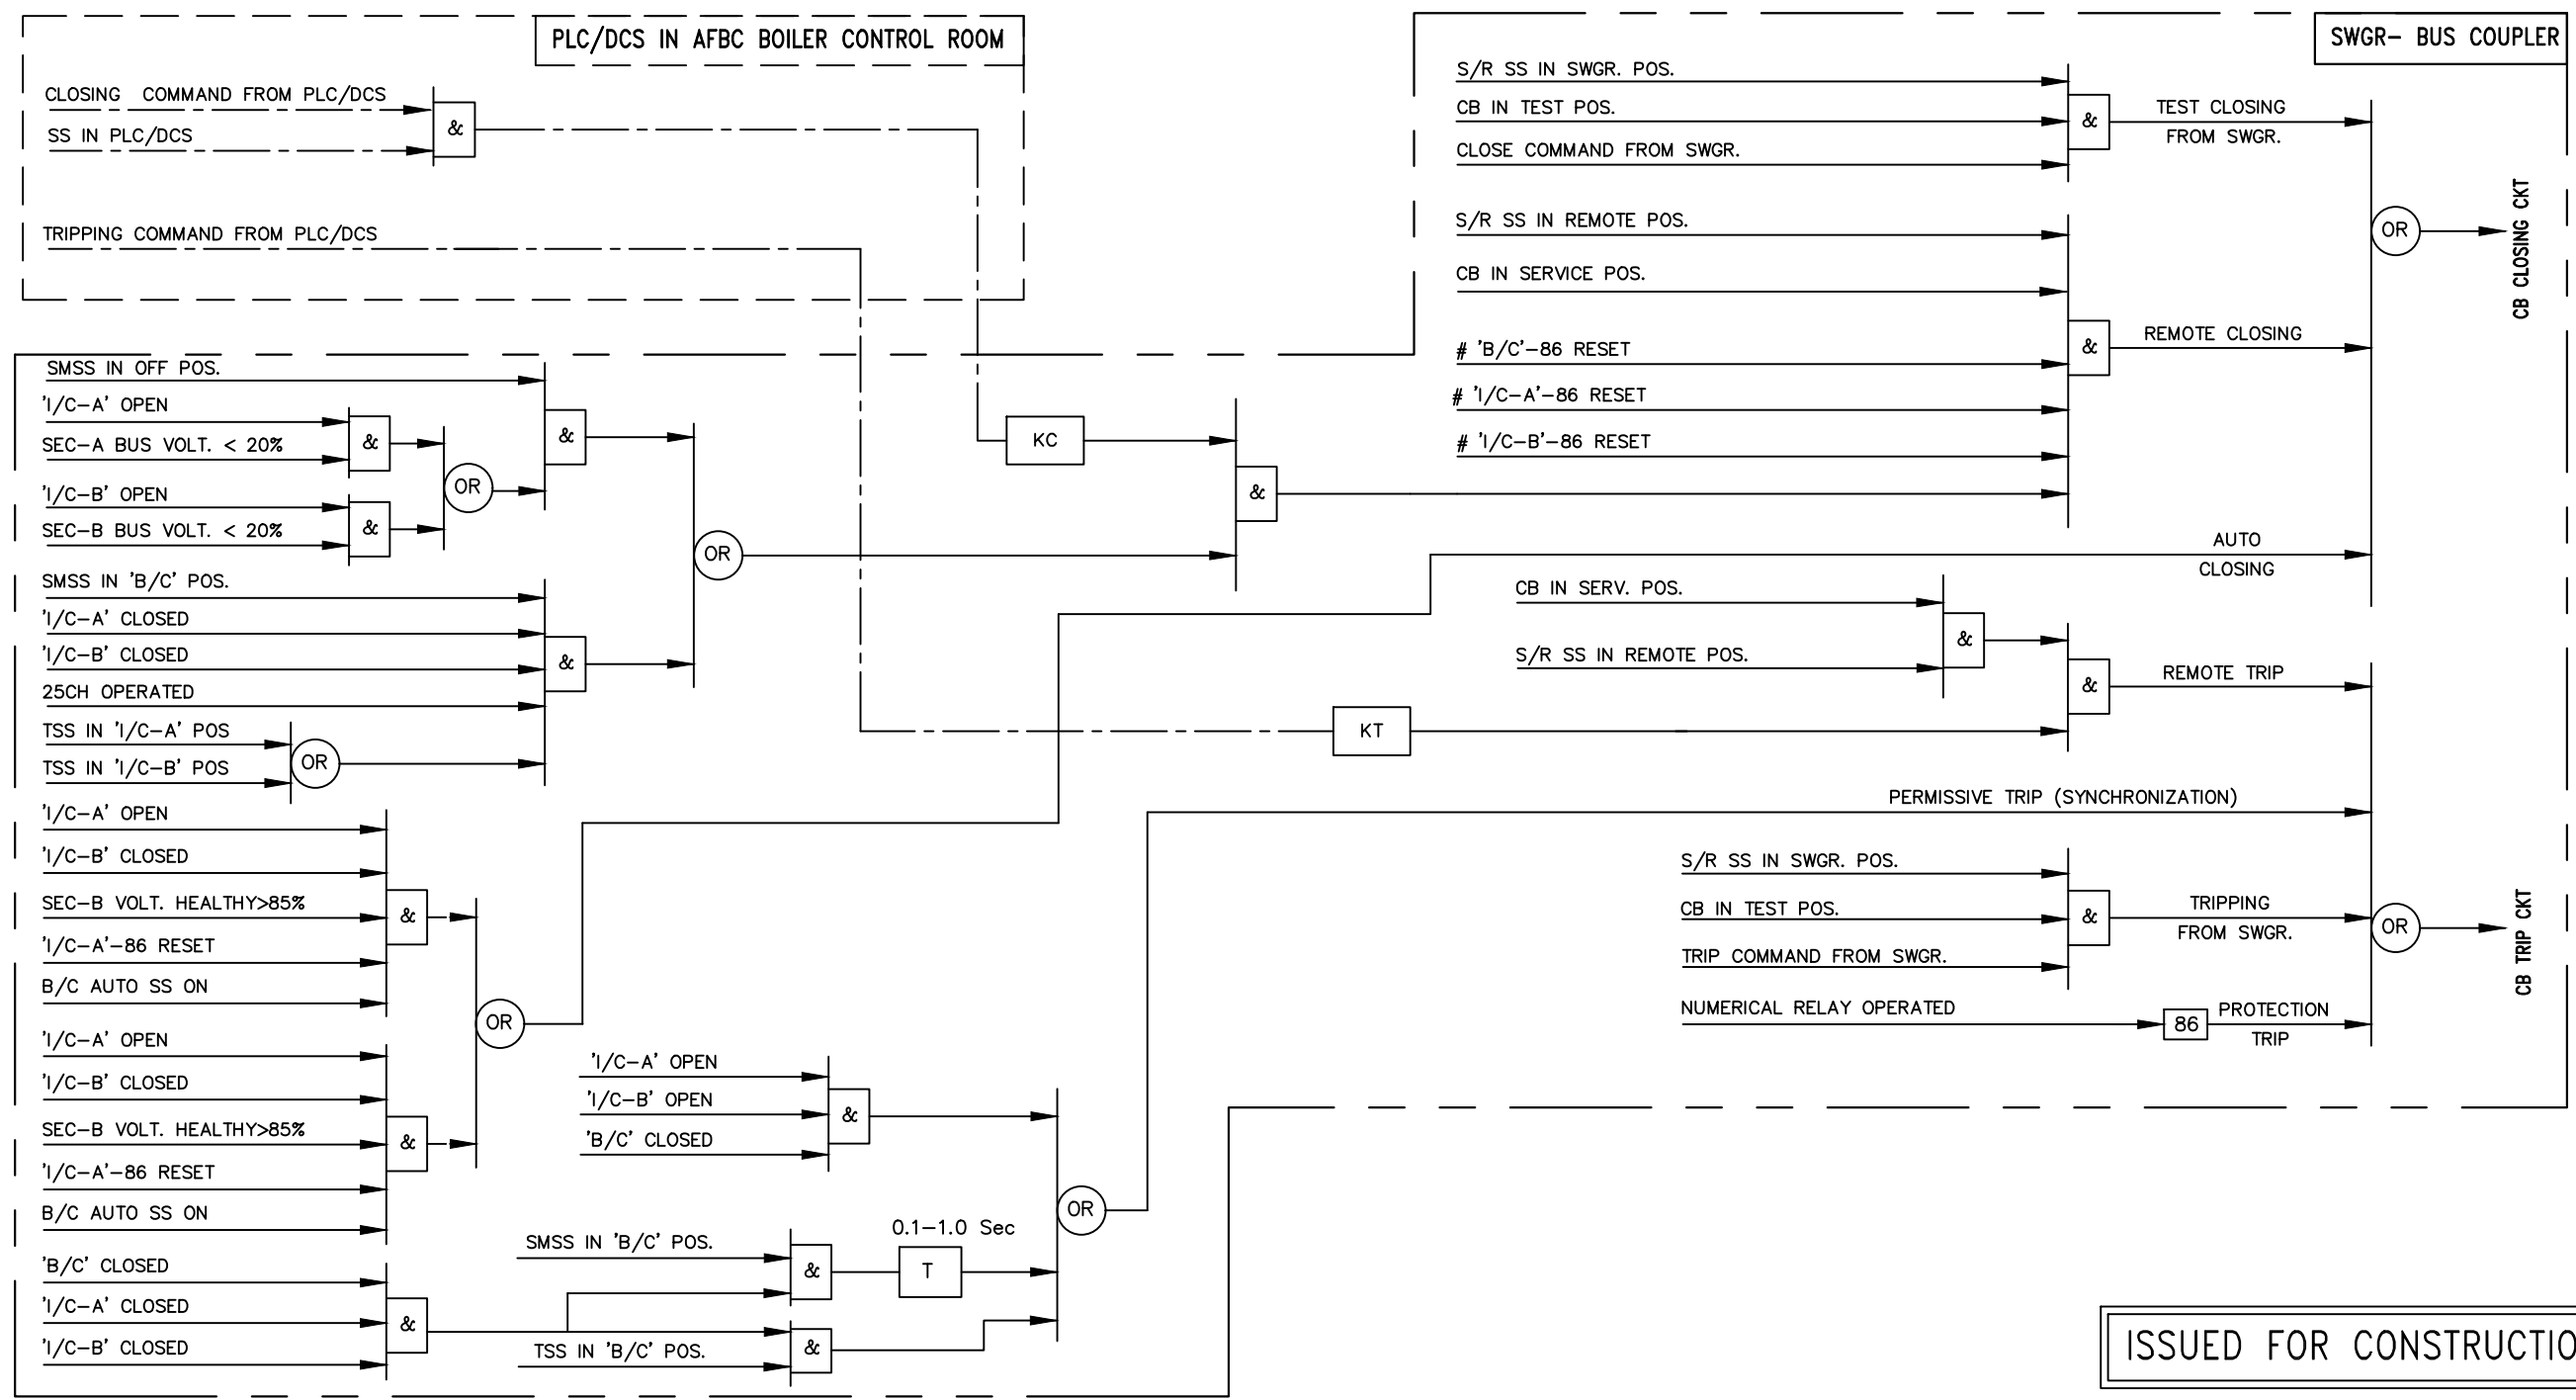 PLC/DCS IN AFBC BOILER CONTROL ROOM
CLOSING COMMAND FROM PLC/DCS
SS IN PLC/DCS
&
TRIPPING COMMAND FROM PLC/DCS
SWGR- BUS COUPLER
S/R SS IN SWGR. POS.
CB IN TEST POS.
CLOSE COMMAND FROM SWGR.
&
TEST CLOSING
FROM SWGR.
S/R SS IN REMOTE POS.
CB IN SERVICE POS.
# 'B/C'-86 RESET
# 'I/C-A'-86 RESET
# 'I/C-B'-86 RESET
&
REMOTE CLOSING
OR
CB CLOSING CKT
AUTO
CLOSING
SMSS IN OFF POS.
'I/C-A' OPEN
SEC-A BUS VOLT. < 20%
&
'I/C-B' OPEN
SEC-B BUS VOLT. < 20%
&
OR
&
KC
&
OR
SMSS IN 'B/C' POS.
'I/C-A' CLOSED
'I/C-B' CLOSED
25CH OPERATED
TSS IN 'I/C-A' POS
TSS IN 'I/C-B' POS
OR
&
CB IN SERV. POS.
S/R SS IN REMOTE POS.
&
KT
&
REMOTE TRIP
PERMISSIVE TRIP (SYNCHRONIZATION)
S/R SS IN SWGR. POS.
CB IN TEST POS.
TRIP COMMAND FROM SWGR.
&
TRIPPING
FROM SWGR.
NUMERICAL RELAY OPERATED
86
PROTECTION
TRIP
OR
CB TRIP CKT
'I/C-A' OPEN
'I/C-B' CLOSED
SEC-B VOLT. HEALTHY>85%
'I/C-A'-86 RESET
B/C AUTO SS ON
&
'I/C-A' OPEN
'I/C-B' CLOSED
SEC-B VOLT. HEALTHY>85%
'I/C-A'-86 RESET
B/C AUTO SS ON
&
OR
'I/C-A' OPEN
'I/C-B' OPEN
'B/C' CLOSED
&
'B/C' CLOSED
'I/C-A' CLOSED
'I/C-B' CLOSED
&
SMSS IN 'B/C' POS.
&
0.1-1.0 Sec
T
TSS IN 'B/C' POS.
&
OR
ISSUED FOR CONSTRUCTIO